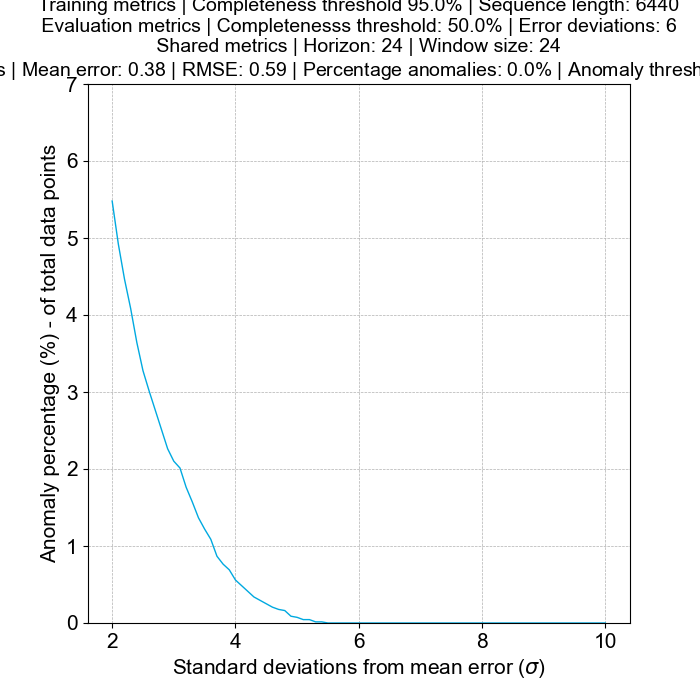 Training metrics | Completeness threshold 95.0% | Sequence length: 6440
Evaluation metrics | Completenesss threshold: 50.0% | Error deviations: 6
Shared metrics | Horizon: 24 | Window size: 24
s | Mean error: 0.38 | RMSE: 0.59 | Percentage anomalies: 0.0% | Anomaly thresh
7
6
5
4
3
2
1
0
Anomaly percentage (%) - of total data points
2 4 6 8 10
Standard deviations from mean error (σ)